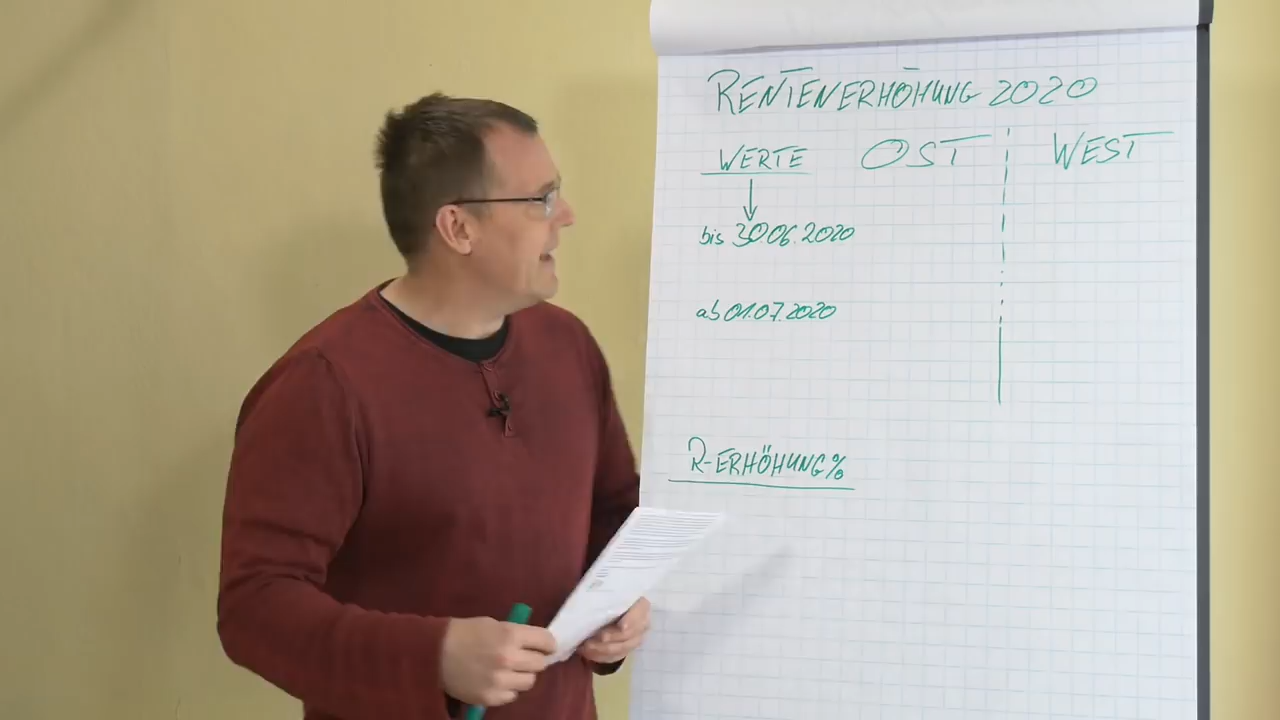 RENTENERHÖHUNG 2020
WERTE OST WEST
bis 30.06.2020
ab 01.07.2020
R-ERHÖHUNG%